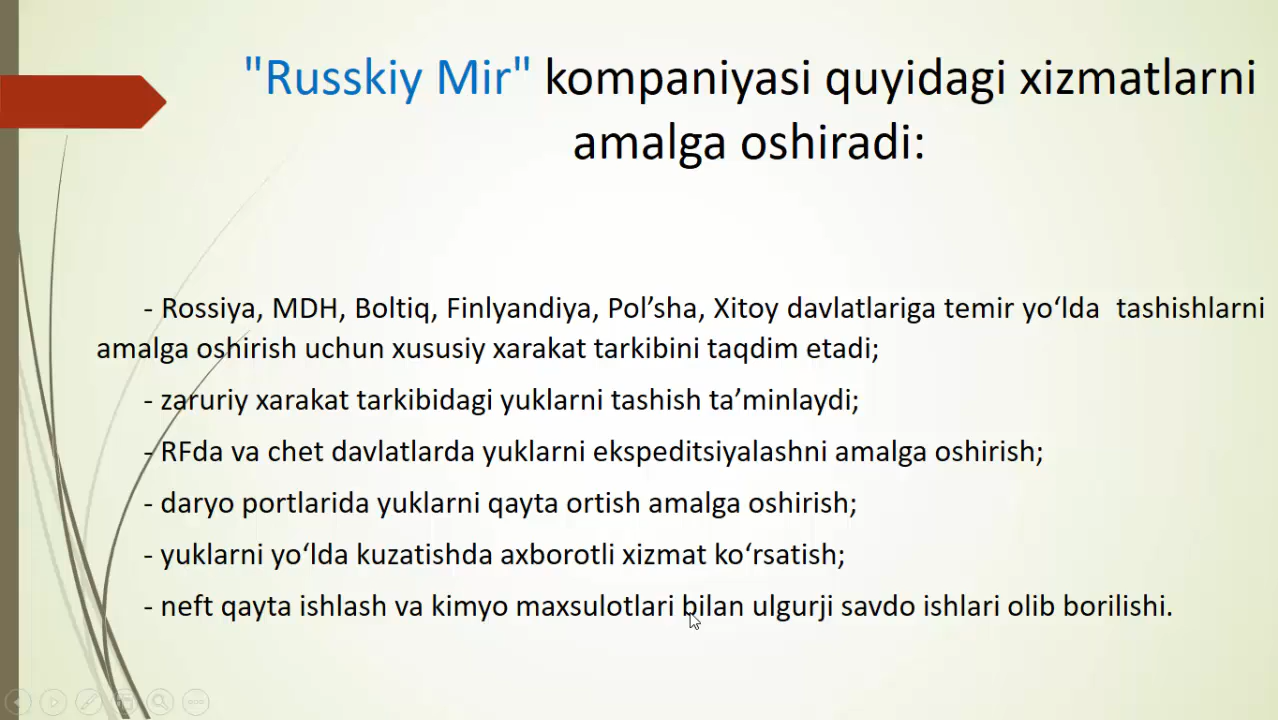 "Russkiy Mir" kompaniyasi quyidagi xizmatlarni
amalga oshiradi:
- Rossiya, MDH, Boltiq, Finlyandiya, Pol’sha, Xitoy davlatlariga temir yo‘lda tashishlarni
amalga oshirish uchun xususiy xarakat tarkibini taqdim etadi;
- zaruriy xarakat tarkibidagi yuklarni tashish ta’minlaydi;
- RFda va chet davlatlarda yuklarni ekspeditsiyalashni amalga oshirish;
- daryo portlarida yuklarni qayta ortish amalga oshirish;
- yuklarni yo‘lda kuzatishda axborotli xizmat ko‘rsatish;
- neft qayta ishlash va kimyo maxsulotlari bilan ulgurji savdo ishlari olib borilishi.